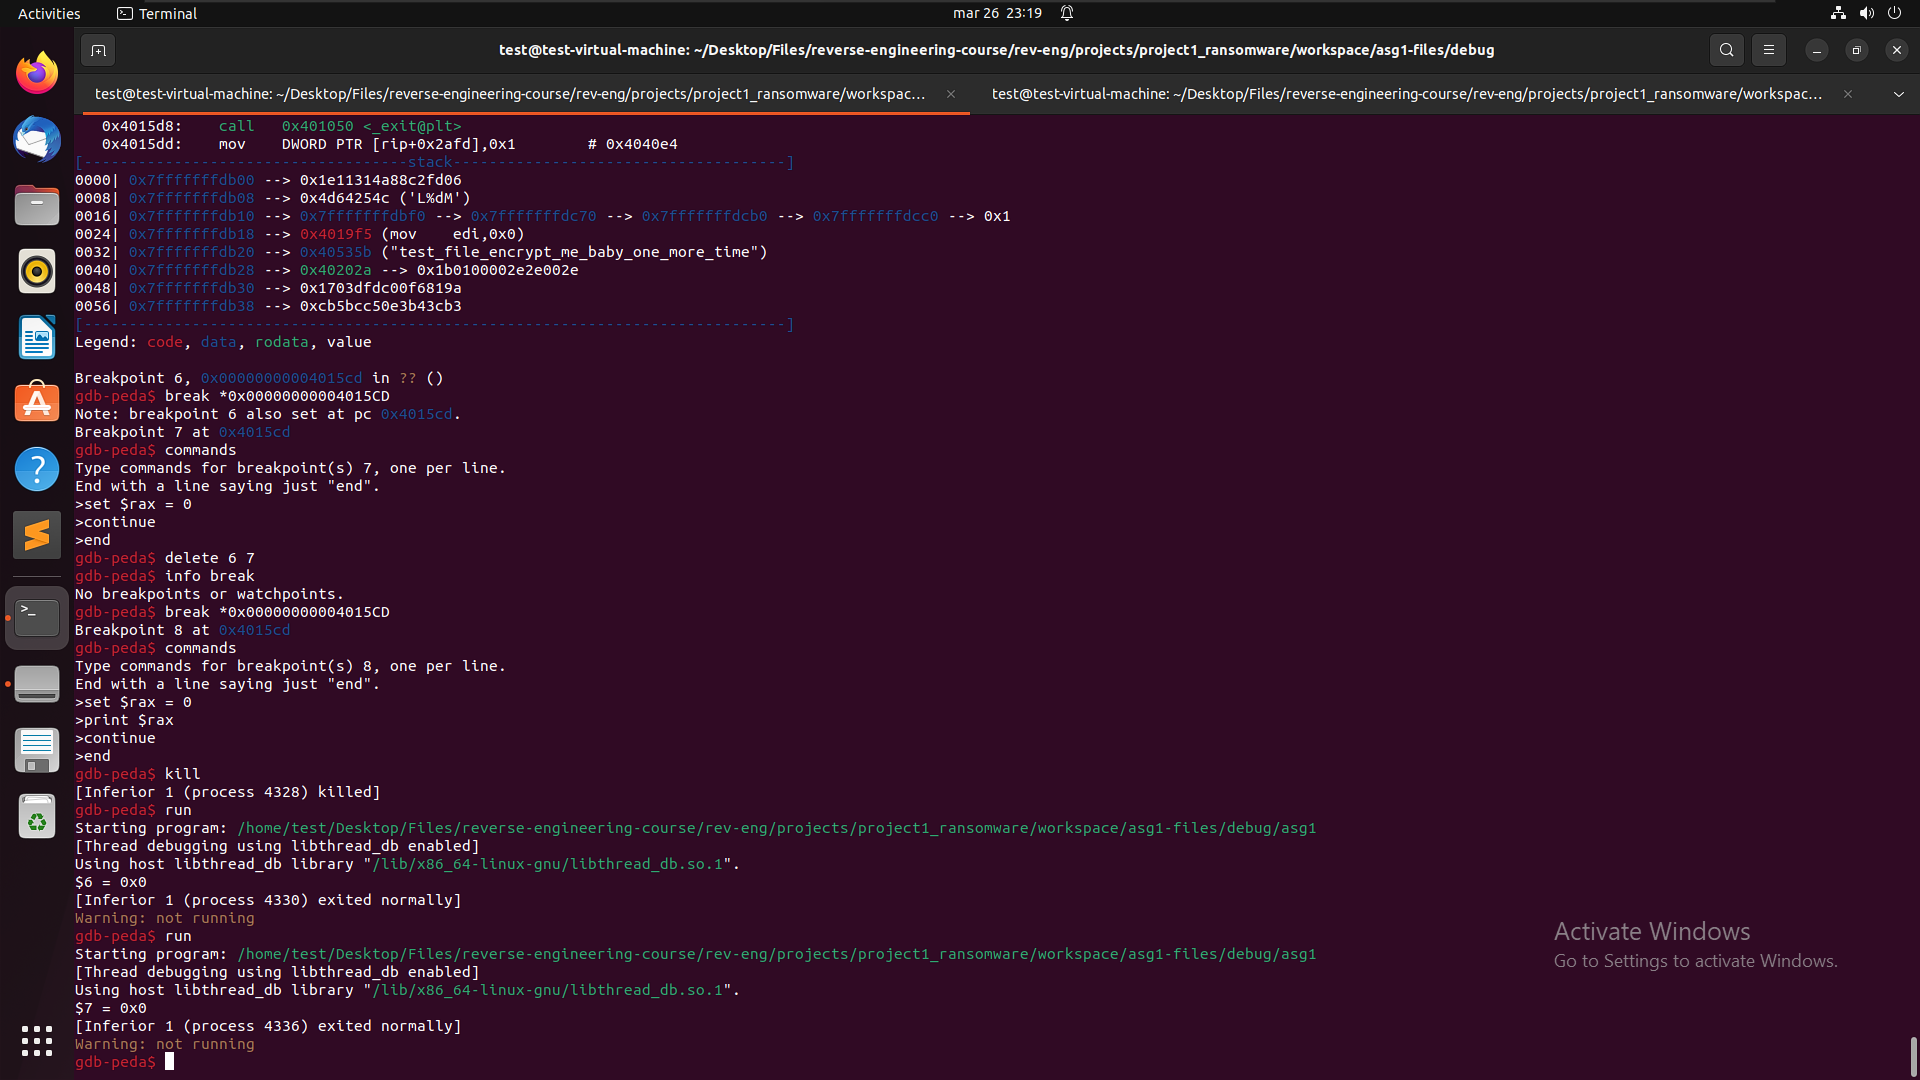 Activities
Terminal
mar 26 23:19
test@test-virtual-machine: ~/Desktop/Files/reverse-engineering-course/rev-eng/projects/project1_ransomware/workspace/asg1-files/debug
test@test-virtual-machine: ~/Desktop/Files/reverse-engineering-course/rev-eng/projects/project1_ransomware/workspac...
test@test-virtual-machine: ~/Desktop/Files/reverse-engineering-course/rev-eng/projects/project1_ransomware/workspac...
0x4015d8: call 0x401050 <_exit@plt>
0x4015dd: mov DWORD PTR [rip+0x2afd],0x1 # 0x4040e4
[------------------------------------stack-------------------------------------]
0000| 0x7fffffffdb00 --> 0x1e11314a88c2fd06
0008| 0x7fffffffdb08 --> 0x4d64254c ('L%dM')
0016| 0x7fffffffdb10 --> 0x7fffffffdbf0 --> 0x7fffffffdc70 --> 0x7fffffffdcb0 --> 0x7fffffffdcc0 --> 0x1
0024| 0x7fffffffdb18 --> 0x4019f5 (mov edi,0x0)
0032| 0x7fffffffdb20 --> 0x40535b ("test_file_encrypt_me_baby_one_more_time")
0040| 0x7fffffffdb28 --> 0x40202a --> 0x1b0100002e2e002e
0048| 0x7fffffffdb30 --> 0x1703dfdc00f6819a
0056| 0x7fffffffdb38 --> 0xcb5bcc50e3b43cb3
[------------------------------------------------------------------------------]
Legend: code, data, rodata, value
Breakpoint 6, 0x00000000004015cd in ?? ()
gdb-peda$ break *0x00000000004015CD
Note: breakpoint 6 also set at pc 0x4015cd.
Breakpoint 7 at 0x4015cd
gdb-peda$ commands
Type commands for breakpoint(s) 7, one per line.
End with a line saying just "end".
>set $rax = 0
>continue
>end
gdb-peda$ delete 6 7
gdb-peda$ info break
No breakpoints or watchpoints.
gdb-peda$ break *0x00000000004015CD
Breakpoint 8 at 0x4015cd
gdb-peda$ commands
Type commands for breakpoint(s) 8, one per line.
End with a line saying just "end".
>set $rax = 0
>print $rax
>continue
>end
gdb-peda$ kill
[Inferior 1 (process 4328) killed]
gdb-peda$ run
Starting program: /home/test/Desktop/Files/reverse-engineering-course/rev-eng/projects/project1_ransomware/workspace/asg1-files/debug/asg1
[Thread debugging using libthread_db enabled]
Using host libthread_db library "/lib/x86_64-linux-gnu/libthread_db.so.1".
$6 = 0x0
[Inferior 1 (process 4330) exited normally]
Warning: not running
gdb-peda$ run
Starting program: /home/test/Desktop/Files/reverse-engineering-course/rev-eng/projects/project1_ransomware/workspace/asg1-files/debug/asg1
[Thread debugging using libthread_db enabled]
Using host libthread_db library "/lib/x86_64-linux-gnu/libthread_db.so.1".
$7 = 0x0
[Inferior 1 (process 4336) exited normally]
Warning: not running
gdb-peda$
Activate Windows
Go to Settings to activate Windows.